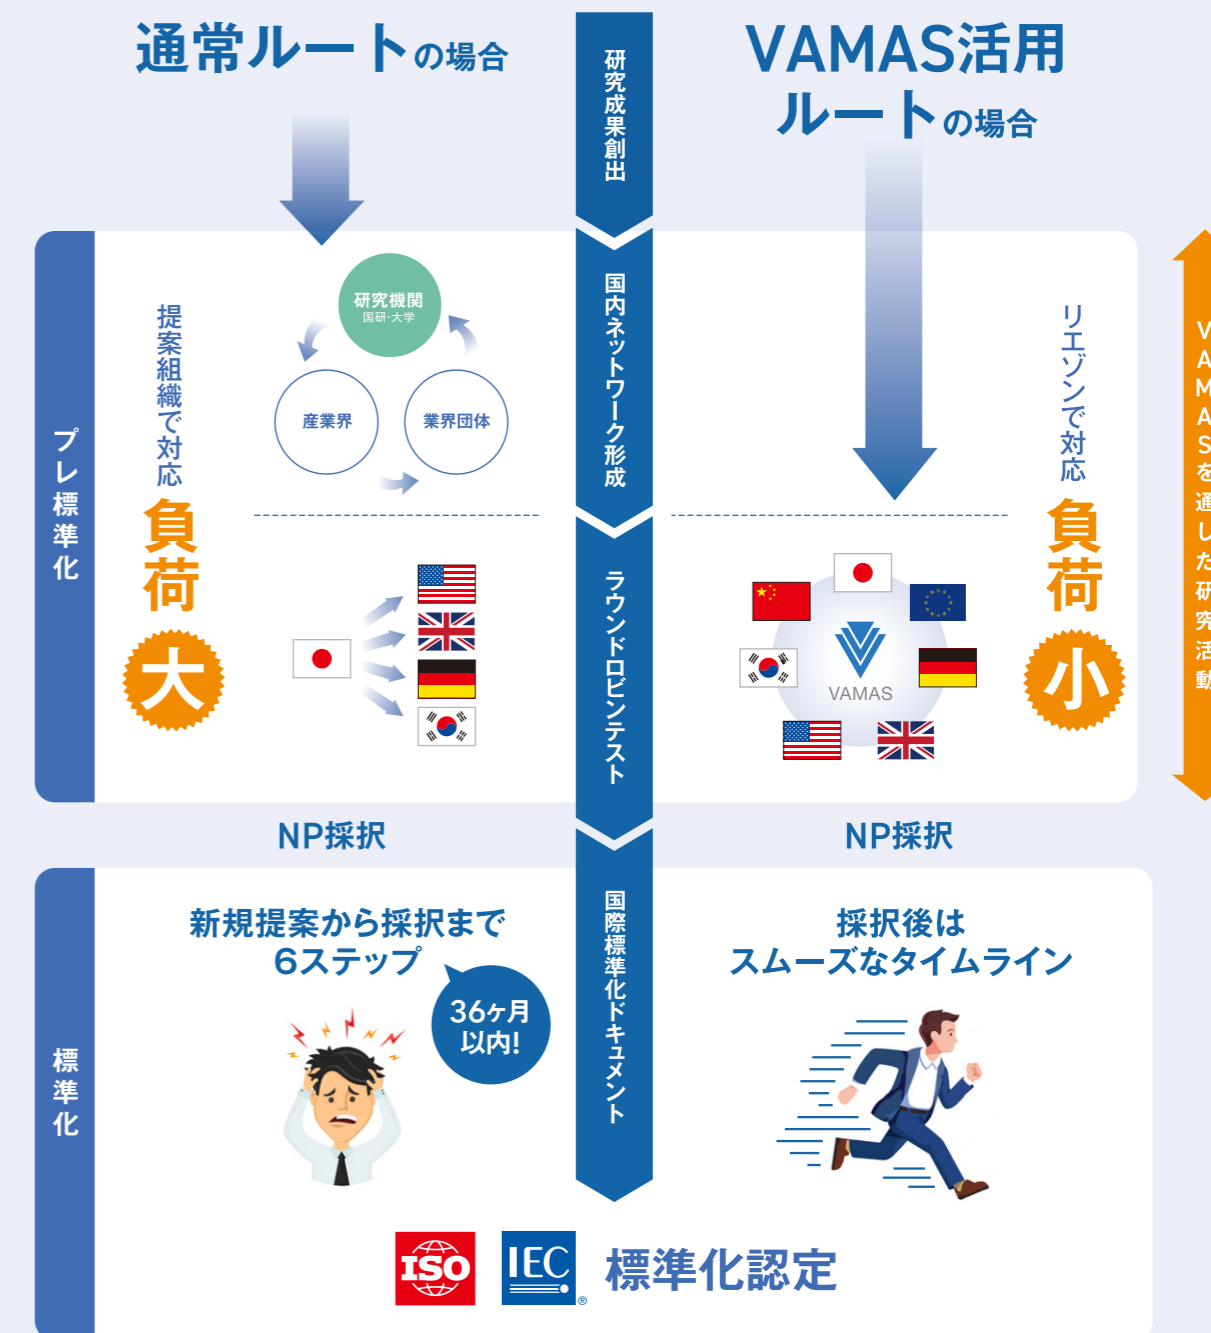 通常ルートの場合
研究成果創出
VAMAS活用
ルートの場合
プレ標準化
提案組織で対応
負荷
大
研究機関
国研・大学
産業界
業界団体
国内ネットワーク形成
ラウンドロビンテスト
VAMAS
リエゾンで対応
負荷
小
VAMASを通した研究活動
NP採択
NP採択
標準化
新規提案から採択まで
6ステップ
36ヶ月
以内!
国際標準化ドキュメント
採択後は
スムーズなタイムライン
ISO
IEC
®
標準化認定